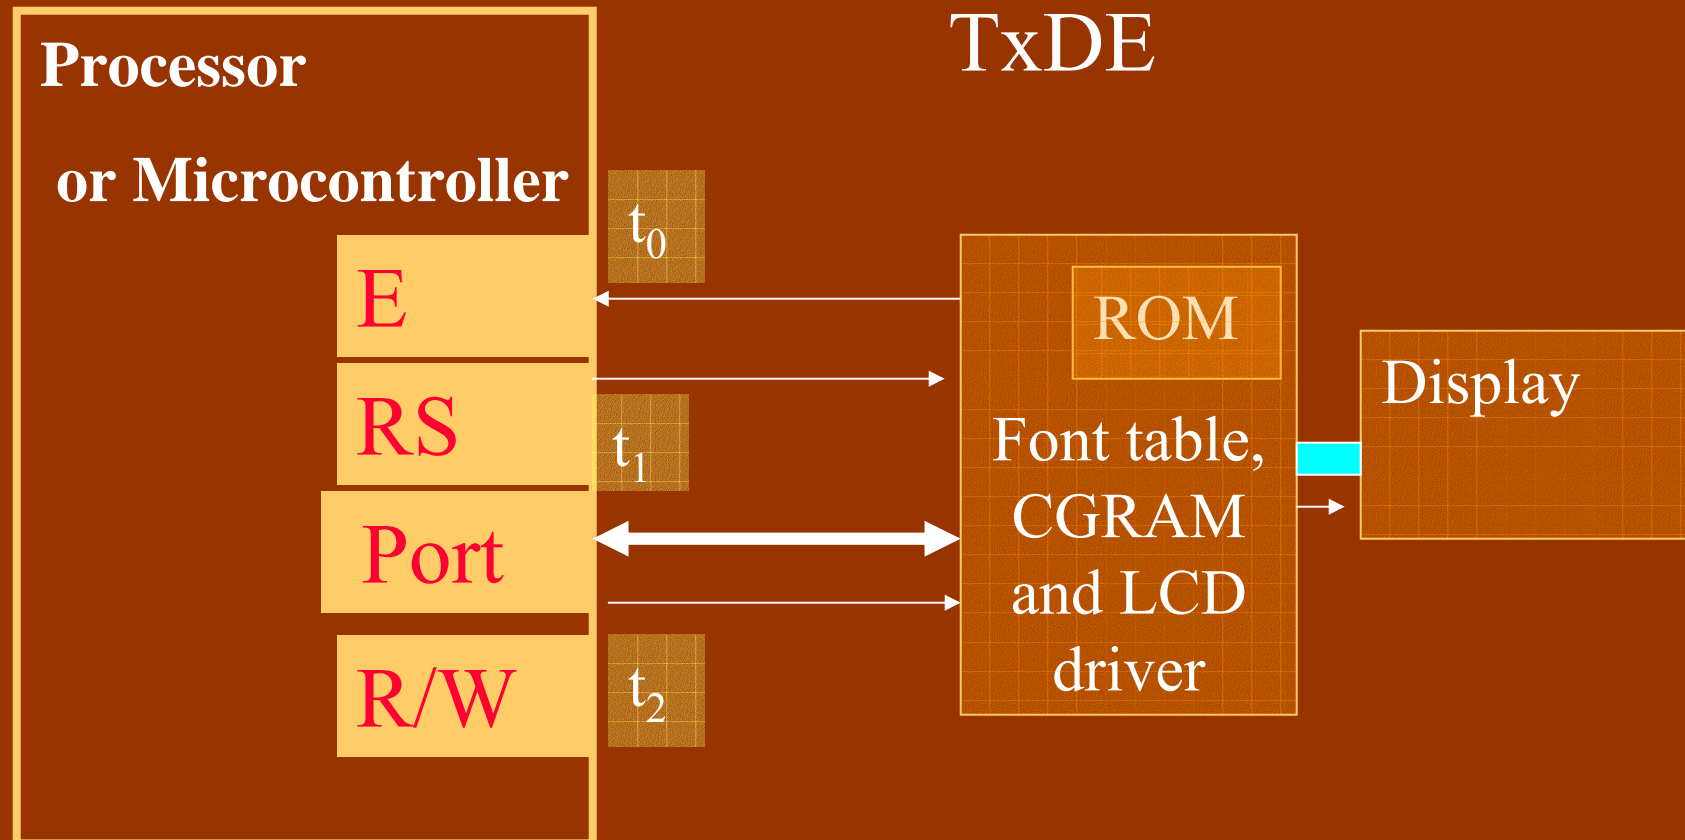 TxDE
Processor
or Microcontroller
t₀
E
ROM
RS
t₁
Display
Font table,
CGRAM
and LCD
driver
Port
R/W
t₂